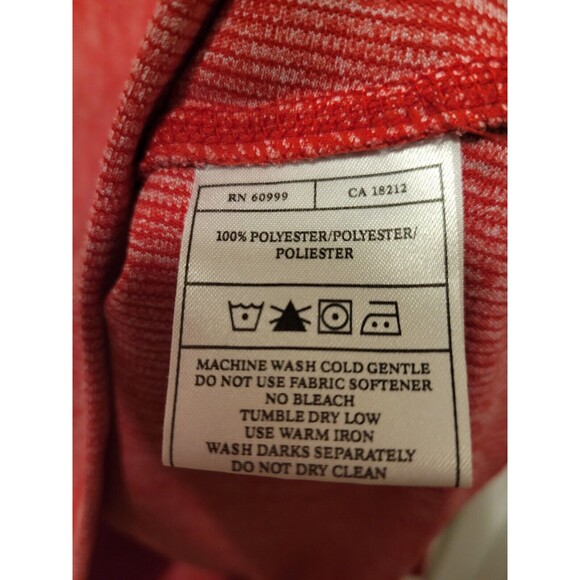 RN 60999 CA 18212
100% POLYESTER/POLYESTER/
POLIESTER
MACHINE WASH COLD GENTLE
DO NOT USE FABRIC SOFTENER
NO BLEACH
TUMBLE DRY LOW
USE WARM IRON
WASH DARKS SEPARATELY
DO NOT DRY CLEAN